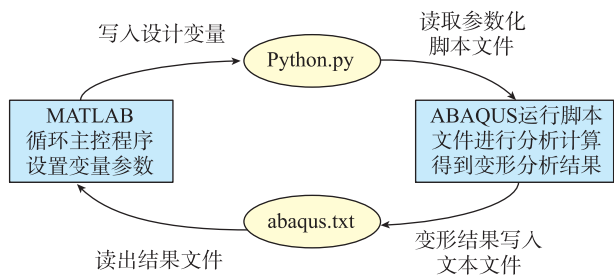 写入设计变量
Python.py
读取参数化
脚本文件
MATLAB
循环主控程序
设置变量参数
ABAQUS运行脚本
文件进行分析计算
得到变形分析结果
abaqus.txt
读出结果文件
变形结果写入
文本文件